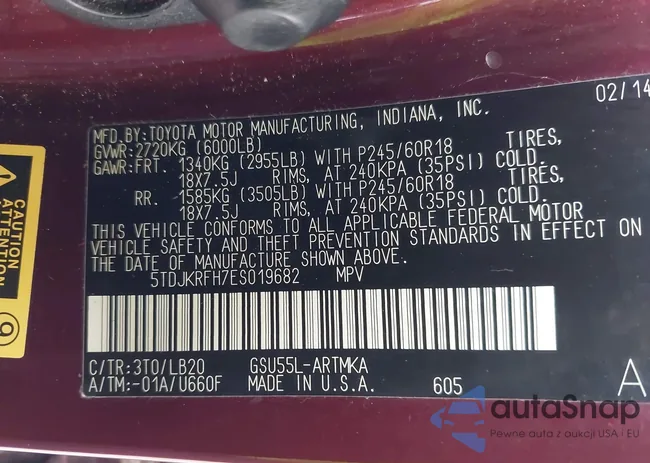 MFD.BY:TOYOTA MOTOR MANUFACTURING, INDIANA, INC. 02/14
GVWR:2720KG (6000LB)
GAWR:FRT. 1340KG (2955LB) WITH P245/60R18 TIRES,
18X7.5J RIMS, AT 240KPA (35PSI) COLD.
RR. 1585KG (3505LB) WITH P245/60R18 TIRES,
18X7.5J RIMS, AT 240KPA (35PSI) COLD.
THIS VEHICLE CONFORMS TO ALL APPLICABLE FEDERAL MOTOR
VEHICLE SAFETY AND THEFT PREVENTION STANDARDS IN EFFECT ON
THE DATE OF MANUFACTURE SHOWN ABOVE.
5TDJKRFH7ES019682 MPV
C/TR:3T0/LB20 GSU55L-ARTMKA
A/TM:-01A/U660F MADE IN U.S.A. 605 A
CAUTION
ATTENTION
9
autaSnap
Pewne auta z aukcji USA i EU